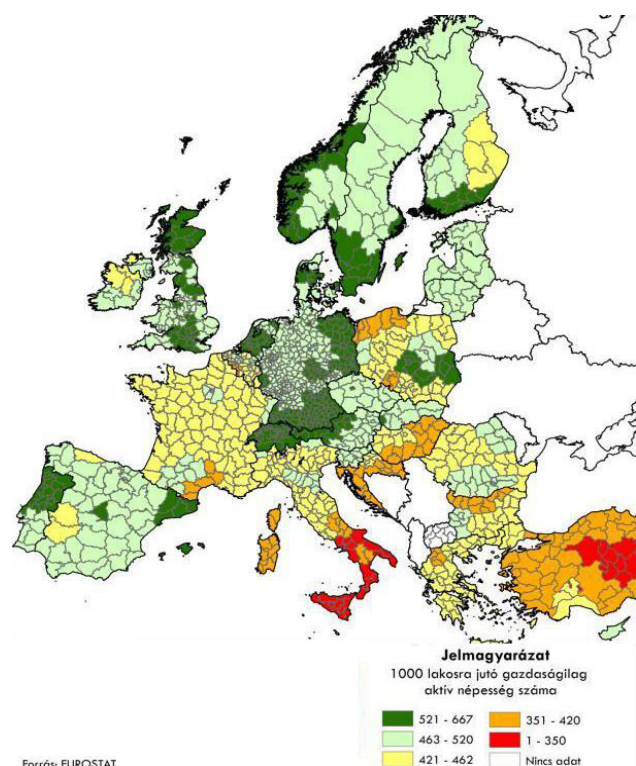 Jelmagyarázat
1000 lakosra jutó gazdaságilag
aktív népesség száma
521 - 667
463 - 520
421 - 462
351 - 420
1 - 350
Nincs adat
Forrás: EUROSTAT